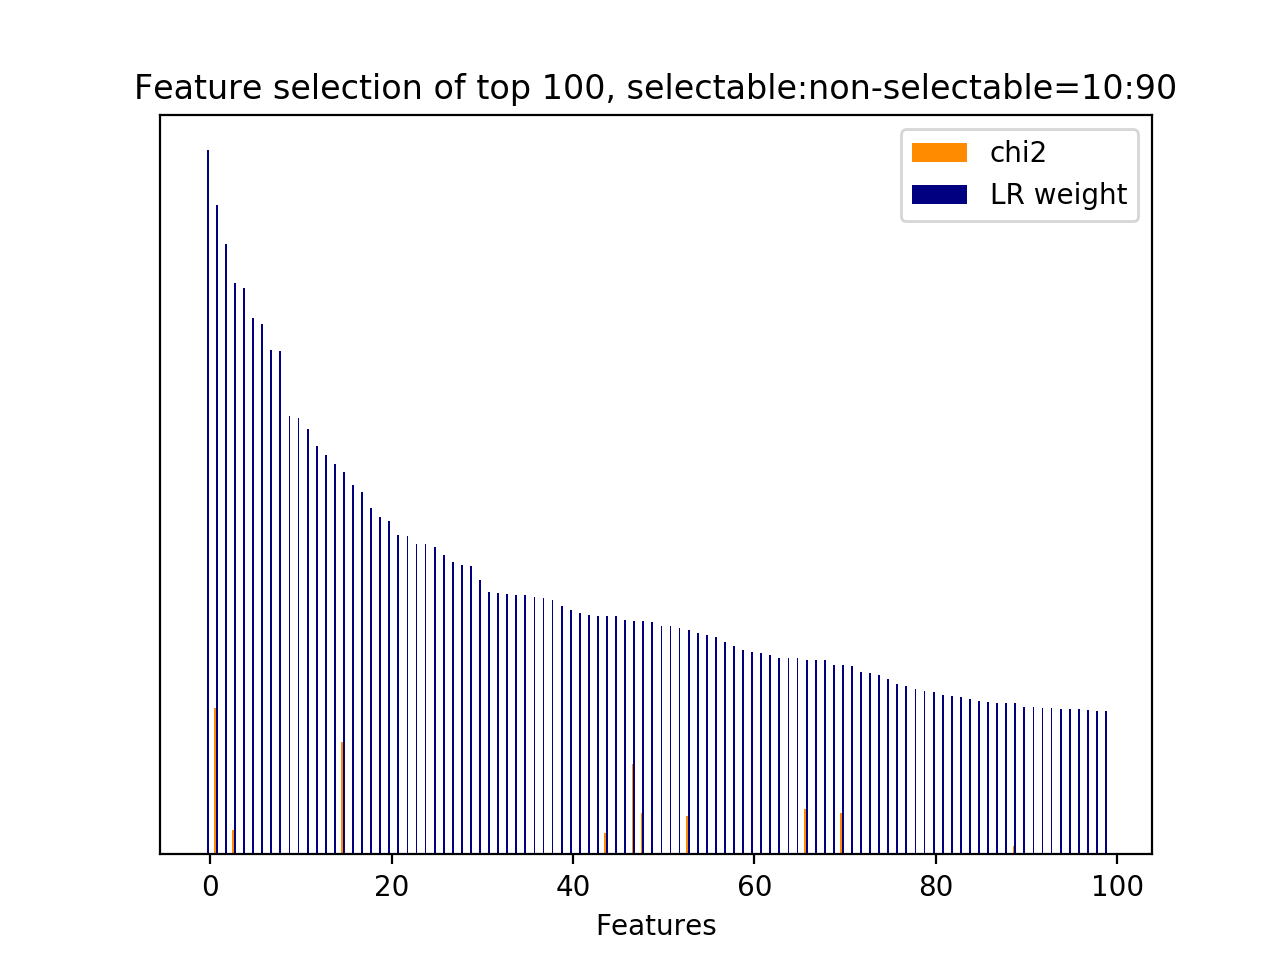 Feature selection of top 100, selectable:non-selectable=10:90
chi2
LR weight
0 20 40 60 80 100
Features